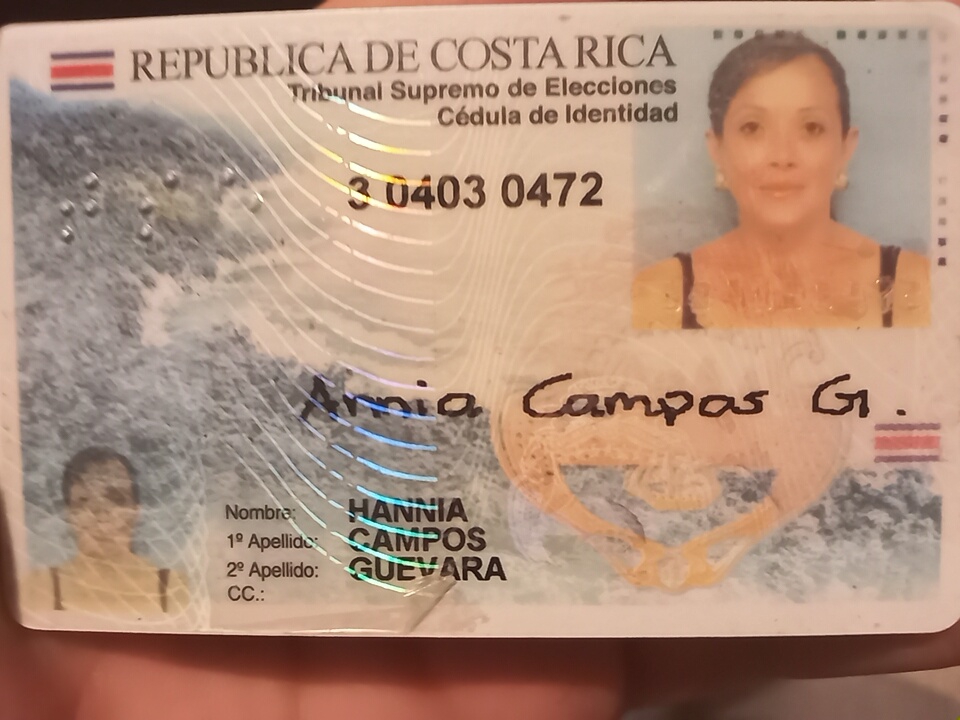 REPUBLICA DE COSTA RICA
Tribunal Supremo de Elecciones
Cédula de Identidad
3 0403 0472
Annia Campos G.
Nombre: HANNIA
1º Apellido: CAMPOS
2º Apellido: GUEVARA
CC.: